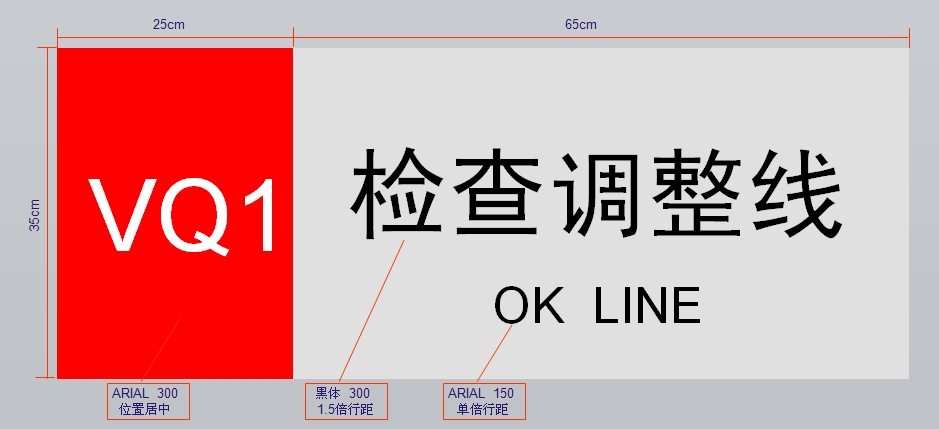 25cm
65cm
35cm
VQ1
检查调整线
OK LINE
ARIAL 300
位置居中
黑体 300
1.5倍行距
ARIAL 150
单倍行距